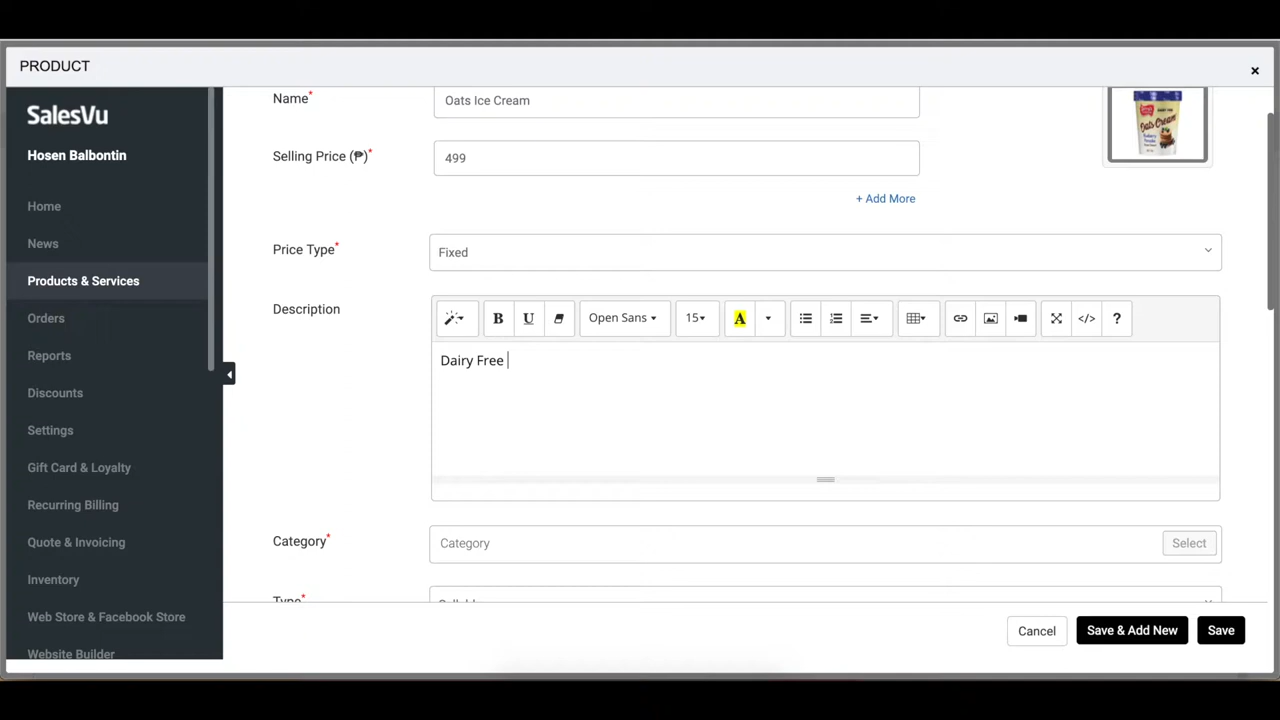 PRODUCT
×
SalesVu
Hosen Balbontin
Home
News
Products & Services
Orders
Reports
Discounts
Settings
Gift Card & Loyalty
Recurring Billing
Quote & Invoicing
Inventory
Web Store & Facebook Store
Website Builder
Name*
Oats Ice Cream
Oats Cream
Selling Price (₱)*
499
+ Add More
Price Type*
Fixed
Description
B U Open Sans 15 A </> ?
Dairy Free
Category*
Category
Select
Type*
Cancel
Save & Add New
Save